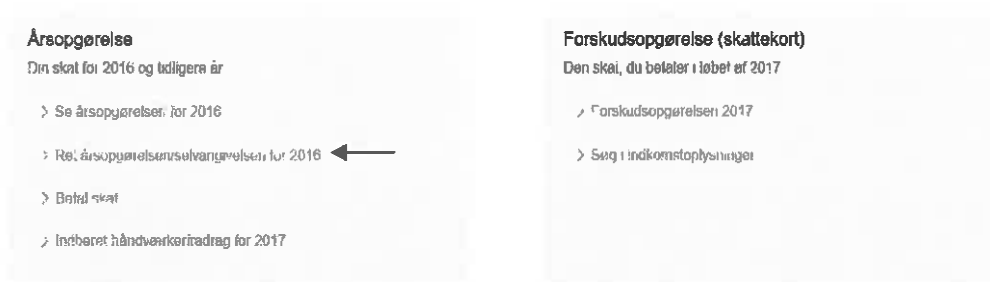 Årsopgørelse
Din skat for 2016 og tidligere år
Se årsopgørelsen for 2016
Ret årsopgørelsen/selvangivelsen for 2016
Betal skat
Indberet håndværkerfradrag for 2017
Forskudsopgørelse (skattekort)
Den skat, du betaler i løbet af 2017
Forskudsopgørelsen 2017
Søg i indkomstoplysninger